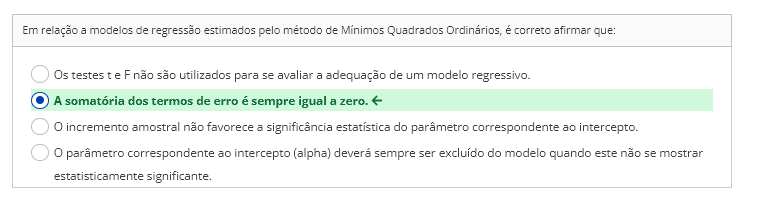 Em relação a modelos de regressão estimados pelo método de Mínimos Quadrados Ordinários, é correto afirmar que:
Os testes t e F não são utilizados para se avaliar a adequação de um modelo regressivo.
A somatória dos termos de erro é sempre igual a zero. ←
O incremento amostral não favorece a significância estatística do parâmetro correspondente ao intercepto.
O parâmetro correspondente ao intercepto (alpha) deverá sempre ser excluído do modelo quando este não se mostrar
estatisticamente significante.